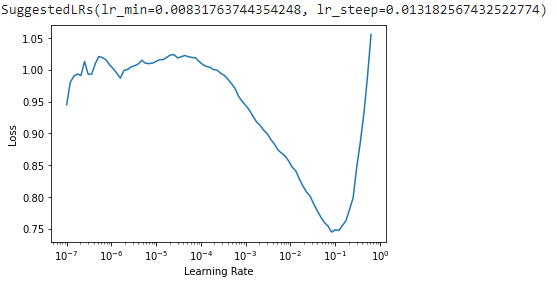 SuggestedLRs(lr_min=0.00831763744354248, lr_steep=0.013182567432522774)
1.05
1.00
0.95
0.90
0.85
0.80
0.75
Loss
10⁻⁷ 10⁻⁶ 10⁻⁵ 10⁻⁴ 10⁻³ 10⁻² 10⁻¹ 10⁰
Learning Rate